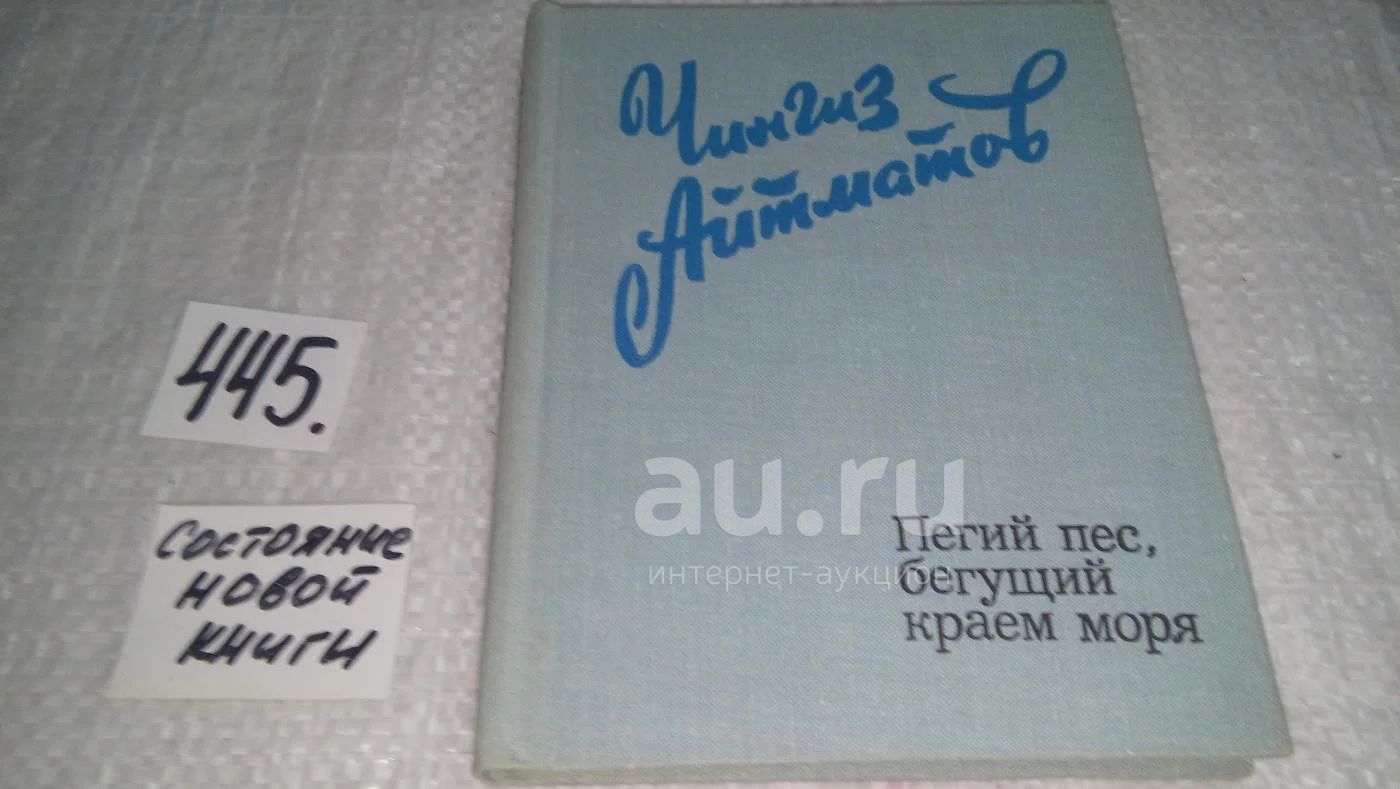 Чингиз
Айтматов
445.
Состояние
новой
книги
au.ru
интернет-аукцион
Пегий пес,
бегущий
краем моря